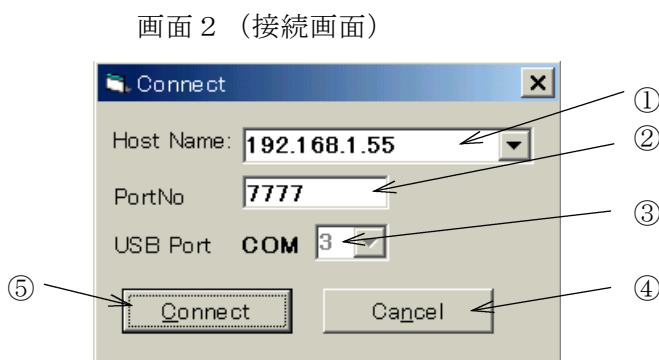 画面２（接続画面）
Connect
①
Host Name: 192.168.1.55
②
PortNo 7777
③
USB Port COM 3
⑤
Connect Cancel
④